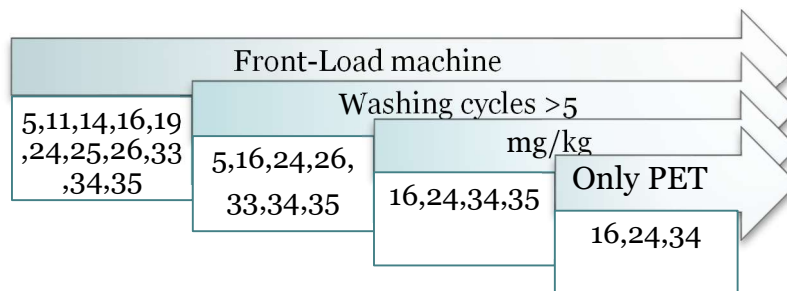 Front-Load machine
5,11,14,16,19
,24,25,26,33
,34,35
Washing cycles >5
5,16,24,26,
33,34,35
mg/kg
16,24,34,35
Only PET
16,24,34